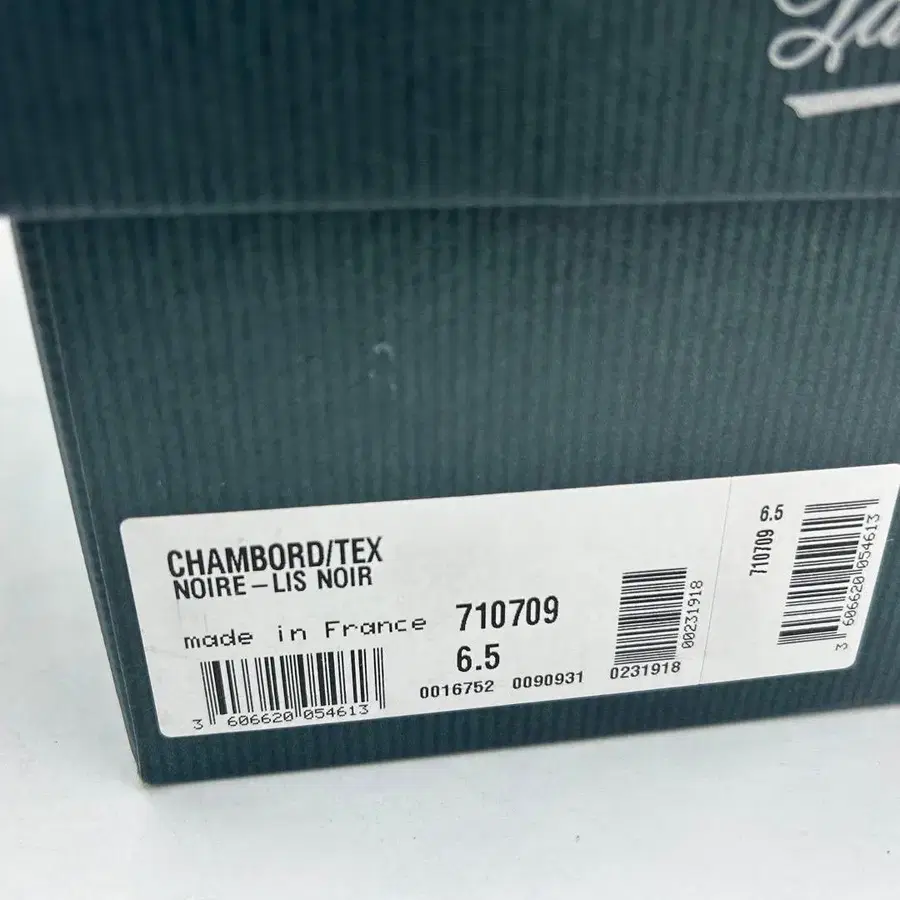 CHAMBORD/TEX
NOIRE-LIS NOIR
made in France 710709
6.5
0016752 0090931 0231918
3 606620 054613
00231918
6.5
710709
3 606620 054613